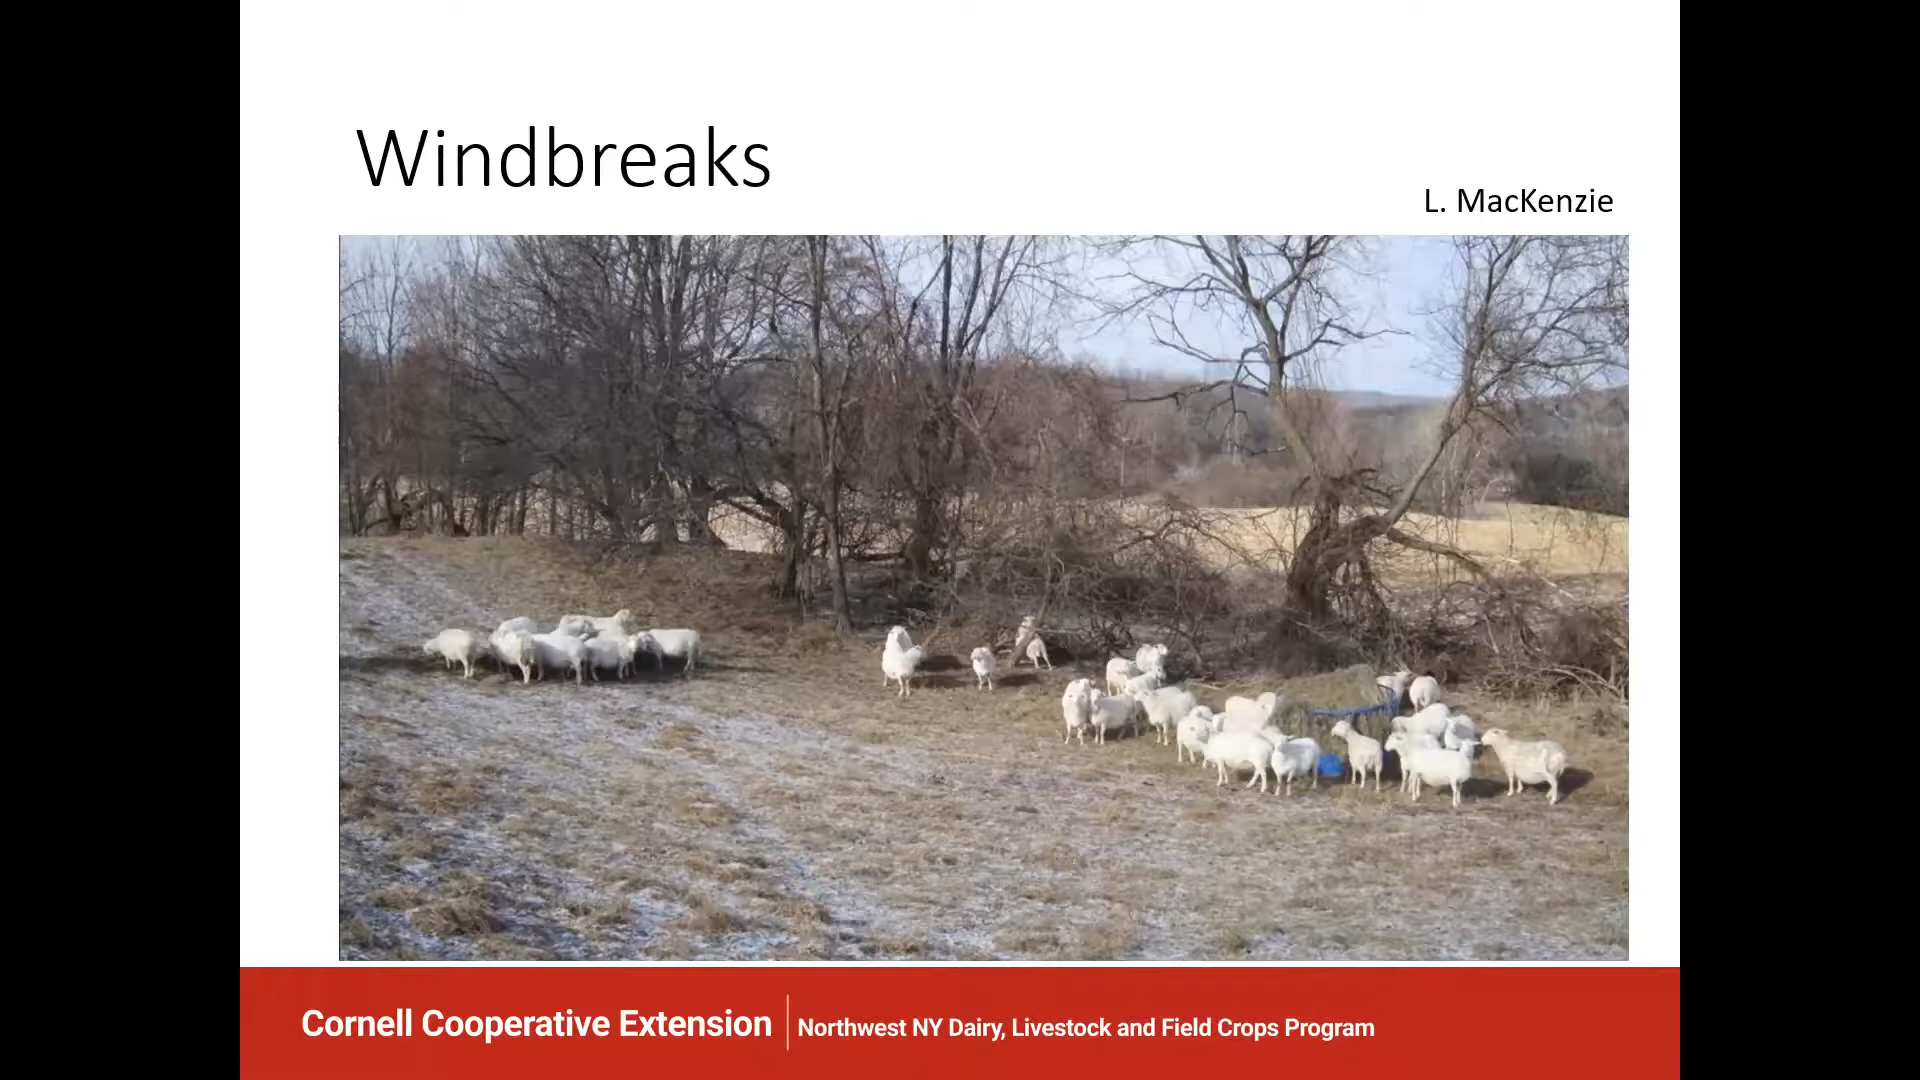 Windbreaks
L. MacKenzie
Cornell Cooperative Extension | Northwest NY Dairy, Livestock and Field Crops Program